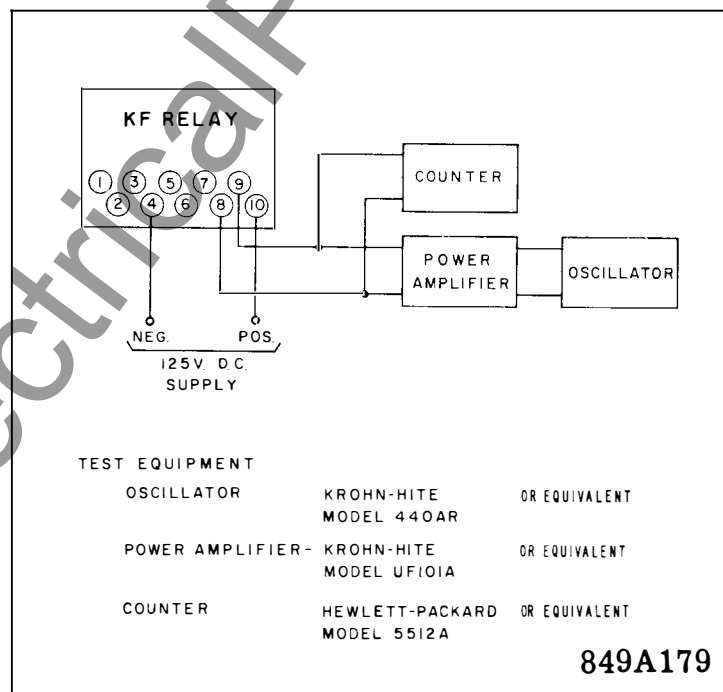 KF RELAY
1 3 5 7 9
2 4 6 8 10
COUNTER
POWER
AMPLIFIER
OSCILLATOR
NEG. POS.
125V. D.C.
SUPPLY
TEST EQUIPMENT
OSCILLATOR KROHN-HITE OR EQUIVALENT
MODEL 440AR
POWER AMPLIFIER- KROHN-HITE OR EQUIVALENT
MODEL UF101A
COUNTER HEWLETT-PACKARD OR EQUIVALENT
MODEL 5512A
849A179